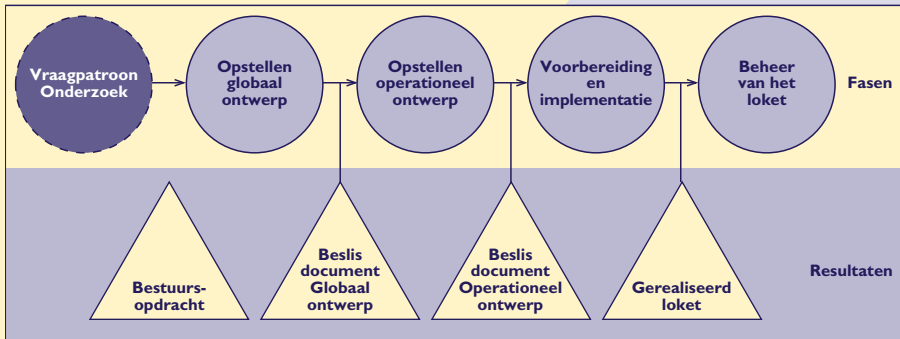 Vraagpatroon
Onderzoek
Opstellen
globaal
ontwerp
Opstellen
operationeel
ontwerp
Voorbereiding
en
implementatie
Beheer
van het
loket
Fasen
Bestuurs-
opdracht
Beslis
document
Globaal
ontwerp
Beslis
document
Operationeel
ontwerp
Gerealiseerd
loket
Resultaten